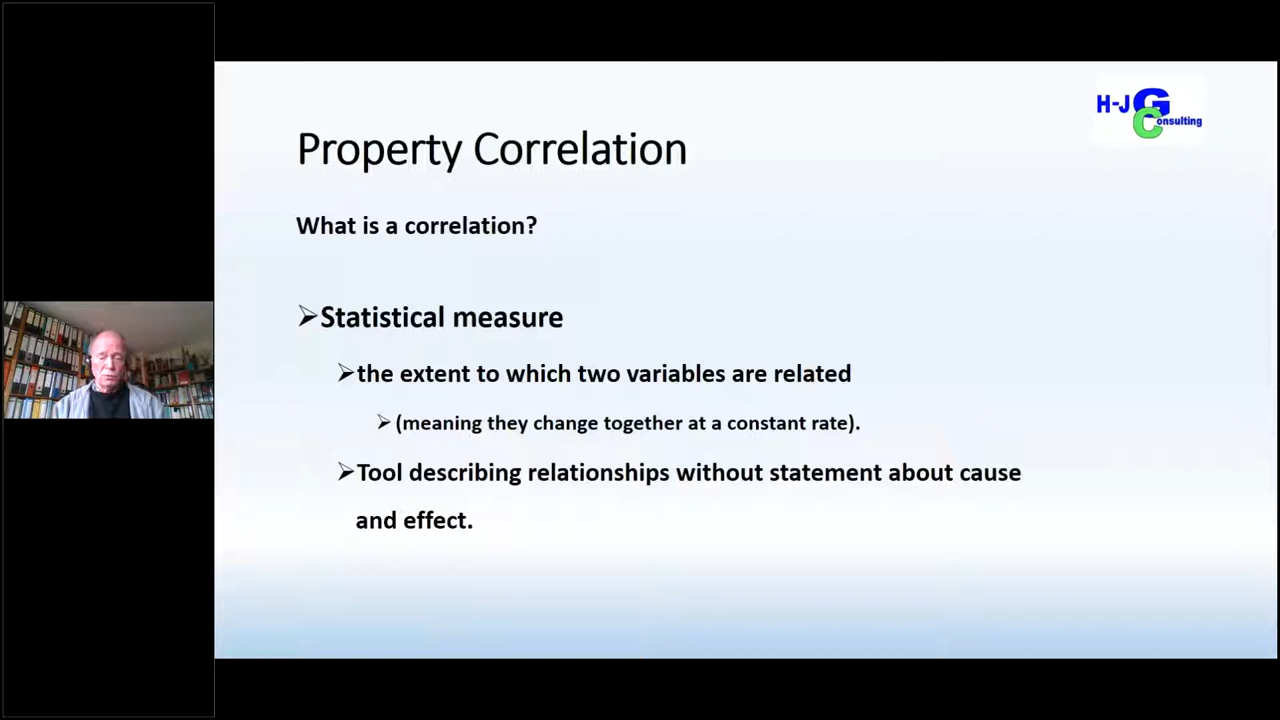 H-J G
Consulting
Property Correlation
What is a correlation?
➢Statistical measure
➢the extent to which two variables are related
➢(meaning they change together at a constant rate).
➢Tool describing relationships without statement about cause
and effect.